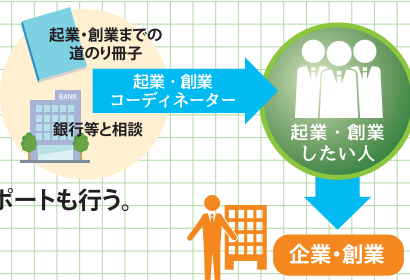 起業・創業までの
道のり冊子
BANK
銀行等と相談
起業・創業
コーディネーター
起業・創業
したい人
ポートも行う。
企業・創業